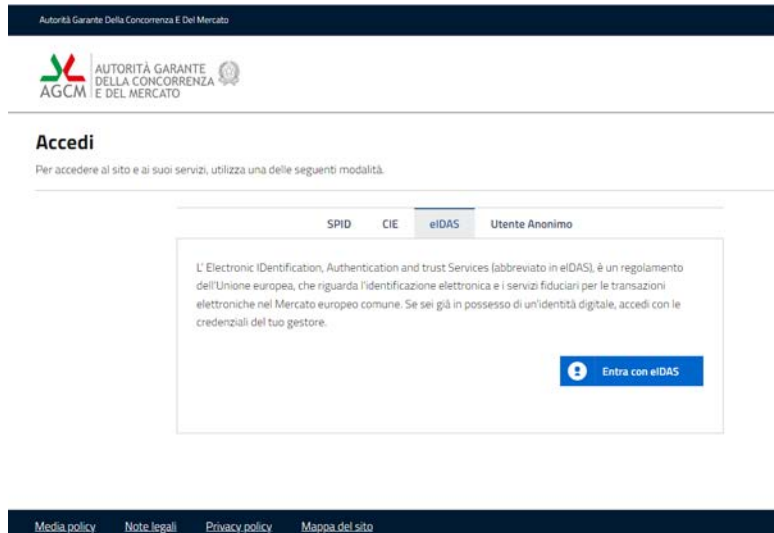 Autorità Garante Della Concorrenza E Del Mercato
AGCM
AUTORITÀ GARANTE
DELLA CONCORRENZA
E DEL MERCATO
Accedi
Per accedere al sito e ai suoi servizi, utilizza una delle seguenti modalità.
SPID CIE eIDAS Utente Anonimo
L' Electronic IDentification, Authentication and trust Services (abbreviato in eIDAS), è un regolamento
dell'Unione europea, che riguarda l'identificazione elettronica e i servizi fiduciari per le transazioni
elettroniche nel Mercato europeo comune. Se sei già in possesso di un'identità digitale, accedi con le
credenziali del tuo gestore.
Entra con eIDAS
Media policy Note legali Privacy policy Mappa del sito